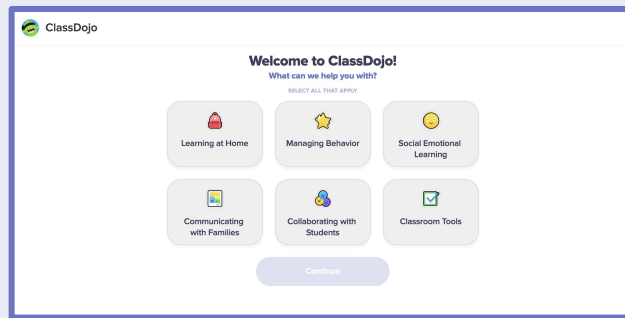 ClassDojo
Welcome to ClassDojo!
What can we help you with?
SELECT ALL THAT APPLY
Learning at Home
Managing Behavior
Social Emotional
Learning
Communicating
with Families
Collaborating with
Students
Classroom Tools
Continue